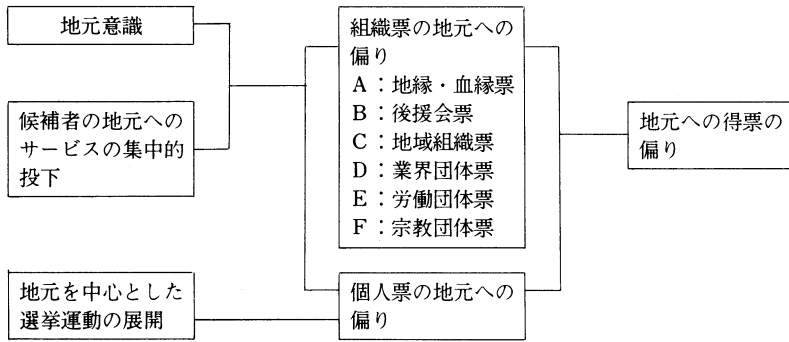 地元意識
候補者の地元への
サービスの集中的
投下
地元を中心とした
選挙運動の展開
組織票の地元への
偏り
A：地縁・血縁票
B：後援会票
C：地域組織票
D：業界団体票
E：労働団体票
F：宗教団体票
個人票の地元への
偏り
地元への得票の
偏り